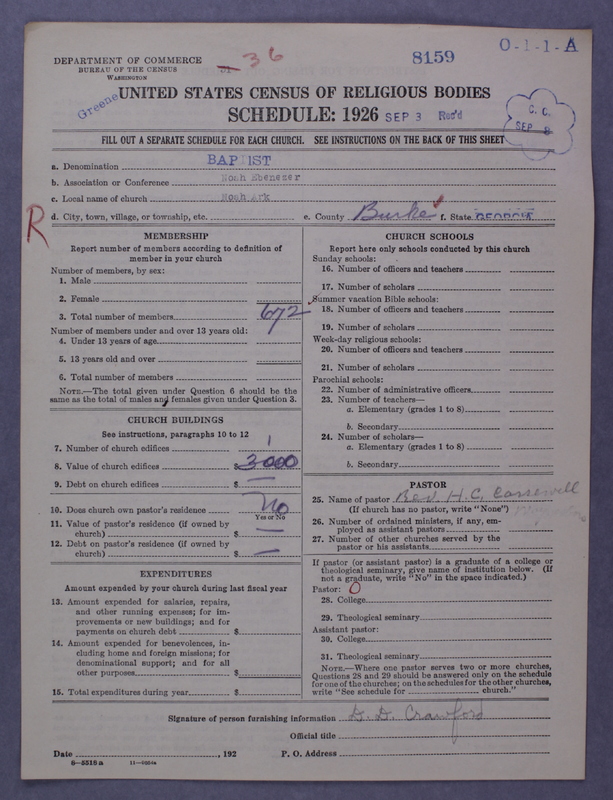 DEPARTMENT OF COMMERCE
BUREAU OF THE CENSUS
WASHINGTON
36
8159
O-1-1-A
Greene
UNITED STATES CENSUS OF RELIGIOUS BODIES
SCHEDULE: 1926 SEP 3 Rec'd
C. C.
SEP 8
FILL OUT A SEPARATE SCHEDULE FOR EACH CHURCH. SEE INSTRUCTIONS ON THE BACK OF THIS SHEET
a. Denomination BAPTIST
b. Association or Conference Noah Ebenezer
c. Local name of church Noah Ark
d. City, town, village, or township, etc. e. County Burke f. State GEORGIA
R
MEMBERSHIP
Report number of members according to definition of
member in your church
Number of members, by sex:
1. Male
2. Female
3. Total number of members 672
Number of members under and over 13 years old:
4. Under 13 years of age
5. 13 years old and over
6. Total number of members
NOTE.—The total given under Question 6 should be the
same as the total of males and females given under Question 3.
CHURCH BUILDINGS
See instructions, paragraphs 10 to 12
7. Number of church edifices 1
8. Value of church edifices $ 3000
9. Debt on church edifices $ —
10. Does church own pastor's residence No
Yes or No
11. Value of pastor's residence (if owned by
church) $ —
12. Debt on pastor's residence (if owned by
church) $ —
EXPENDITURES
Amount expended by your church during last fiscal year
13. Amount expended for salaries, repairs,
and other running expenses; for im-
provements or new buildings; and for
payments on church debt $
14. Amount expended for benevolences, in-
cluding home and foreign missions; for
denominational support; and for all
other purposes $
15. Total expenditures during year $
CHURCH SCHOOLS
Report here only schools conducted by this church
Sunday schools:
16. Number of officers and teachers
17. Number of scholars
Summer vacation Bible schools:
18. Number of officers and teachers
19. Number of scholars
Week-day religious schools:
20. Number of officers and teachers
21. Number of scholars
Parochial schools:
22. Number of administrative officers
23. Number of teachers—
a. Elementary (grades 1 to 8)
b. Secondary
24. Number of scholars—
a. Elementary (grades 1 to 8)
b. Secondary
PASTOR
25. Name of pastor Rev. H. C. Carsewell
(If church has no pastor, write "None")
26. Number of ordained ministers, if any, em-
ployed as assistant pastors
27. Number of other churches served by the
pastor or his assistants
If pastor (or assistant pastor) is a graduate of a college or
theological seminary, give name of institution below. (If
not a graduate, write "No" in the space indicated.)
Pastor: O
28. College
29. Theological seminary
Assistant pastor:
30. College
31. Theological seminary
NOTE.—Where one pastor serves two or more churches,
Questions 28 and 29 should be answered only on the schedule
for one of the churches; on the schedules for the other churches,
write "See schedule for church."
Signature of person furnishing information D. D. Crawford
Official title
Date , 192 P. O. Address
8—5518a 11—9054a